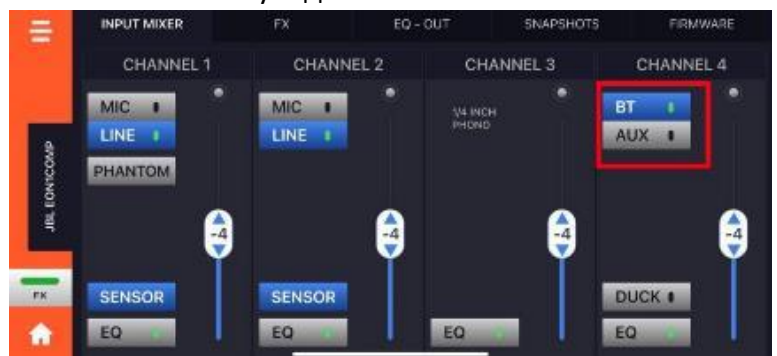 INPUT MIXER FX EQ - OUT SNAPSHOTS FIRMWARE
CHANNEL 1 CHANNEL 2 CHANNEL 3 CHANNEL 4
MIC MIC 1/4 INCH BT
LINE LINE PHONO AUX
PHANTOM
JBL EON1COMP
-4 -4 -4 -4
FX SENSOR SENSOR DUCK
EQ EQ EQ EQ